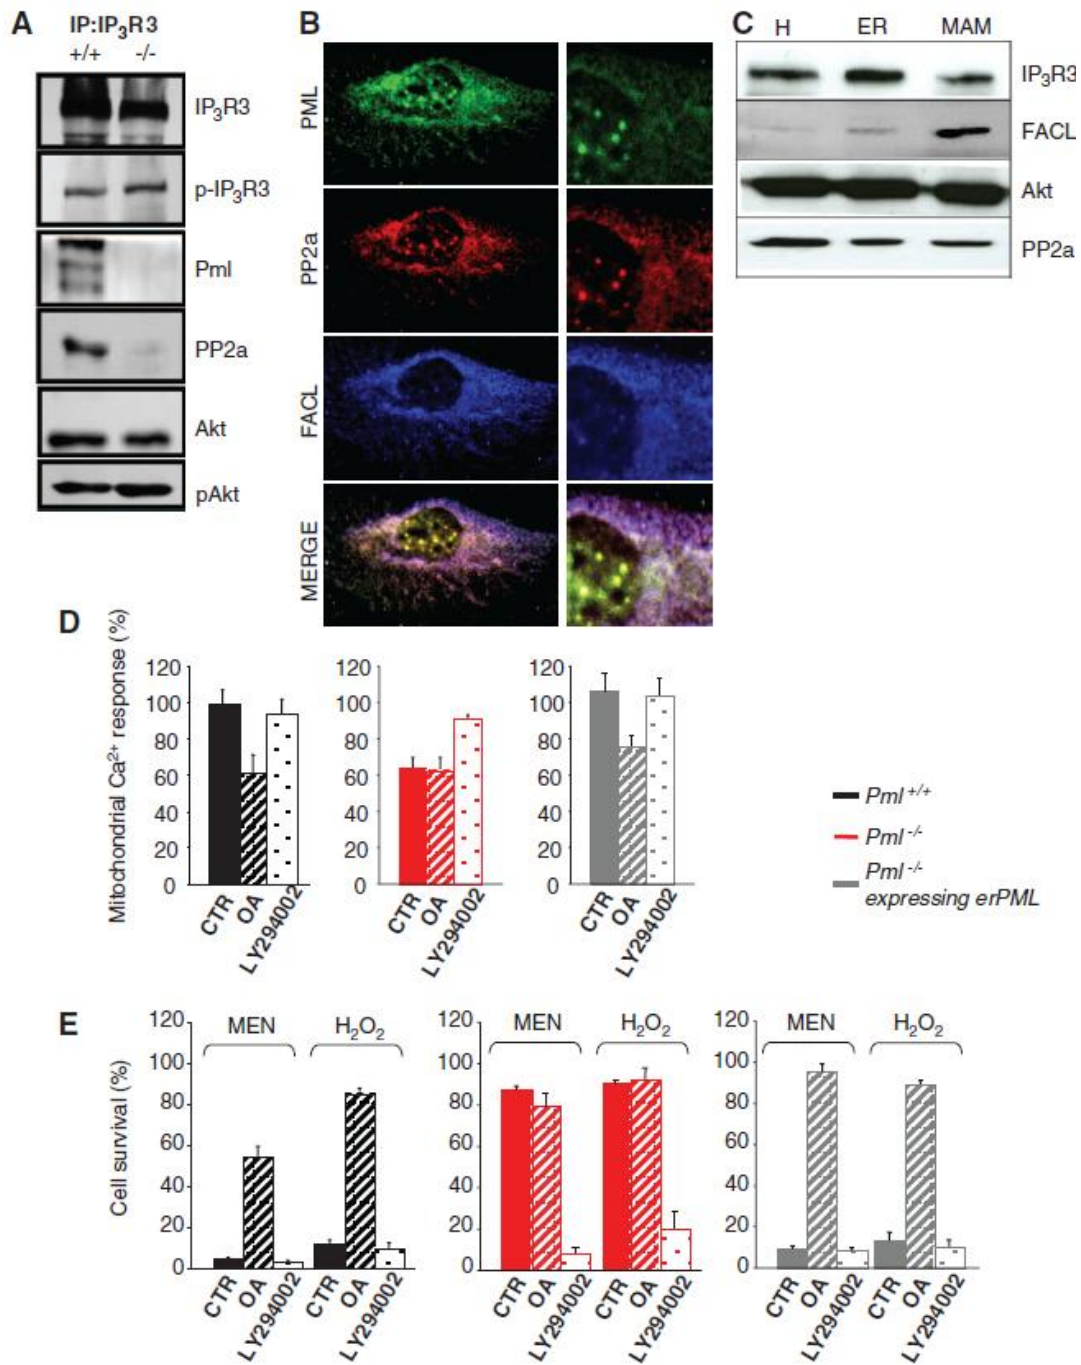 A
IP:IP₃R 3
+/+ -/-
IP₃R3
p-IP₃R3
Pml
PP2a
Akt
pAkt
B
PML
PP2a
FACL
MERGE
C
H ER MAM
IP₃R3
FACL
Akt
PP2a
D
Mitochondrial Ca²⁺ response (%)
120
100
80
60
40
20
0
CTR
OA
LY294002
120
100
80
60
40
20
0
CTR
OA
LY294002
120
100
80
60
40
20
0
CTR
OA
LY294002
Pml +/+
Pml -/-
Pml -/-
expressing erPML
E
Cell survival (%)
MEN H₂O₂
120
100
80
60
40
20
0
CTR
OA
LY294002
CTR
OA
LY294002
MEN H₂O₂
120
100
80
60
40
20
0
CTR
OA
LY294002
CTR
OA
LY294002
MEN H₂O₂
120
100
80
60
40
20
0
CTR
OA
LY294002
CTR
OA
LY294002